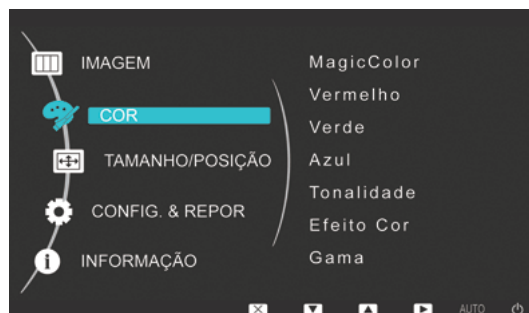 IMAGEM
COR
TAMANHO/POSIÇÃO
CONFIG. & REPOR
INFORMAÇÃO
MagicColor
Vermelho
Verde
Azul
Tonalidade
Efeito Cor
Gama
AUTO